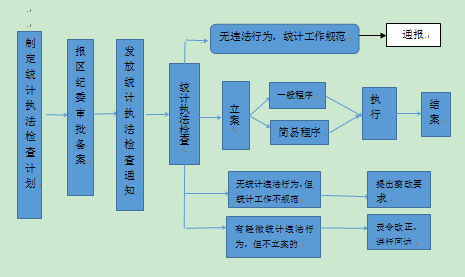 制定统计执法检查计划
报区纪委审批备案
发放统计执法检查通知
统计执法检查
无违法行为，统计工作规范
通报
立案
一般程序
简易程序
执行
结案
无统计违法行为，但
统计工作不规范
提出整改要
求
有轻微统计违法行
为，但不立案的
责令改正，
进行回访